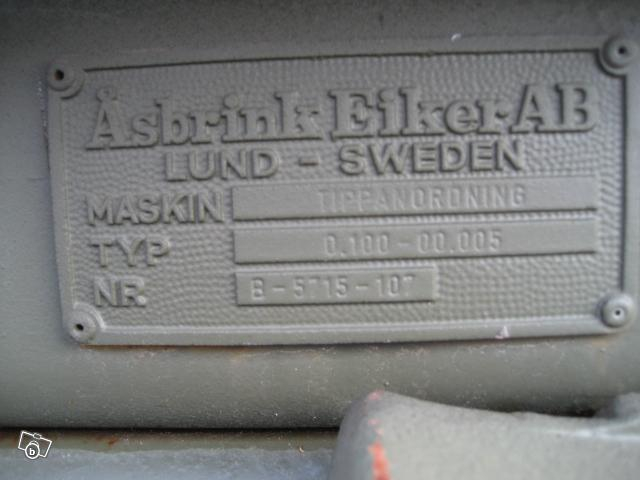 Åsbrink Eiker AB
LUND - SWEDEN
MASKIN TIPPANORDNING
TYP 0.100-00.005
NR. B-5715-107
b